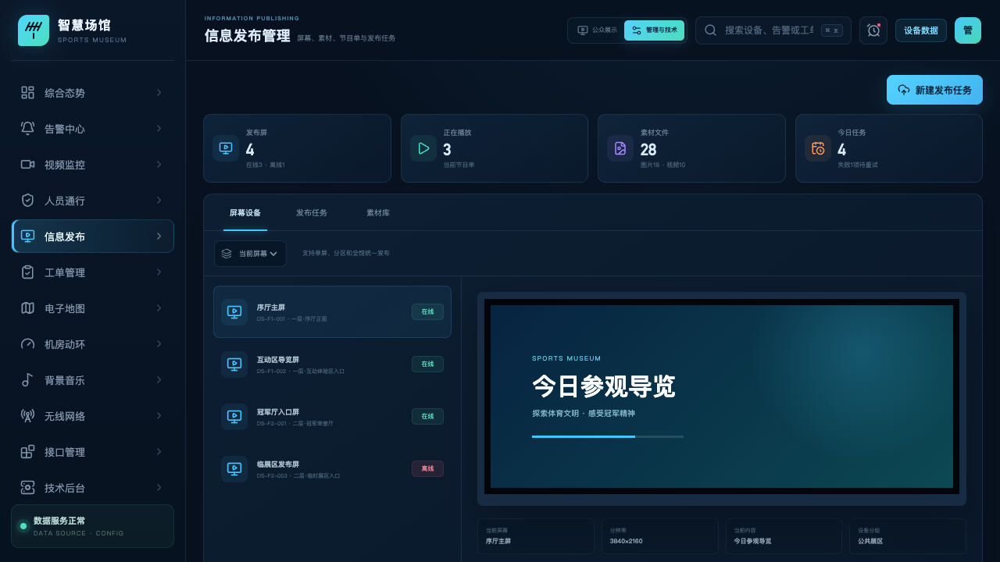 智慧场馆
SPORTS MUSEUM
综合态势
告警中心
视频监控
人员通行
信息发布
工单管理
电子地图
机房动环
背景音乐
无线网络
接口管理
技术后台
数据服务正常
DATA SOURCE · CONFIG
INFORMATION PUBLISHING
信息发布管理
屏幕、素材、节目单与发布任务
公众展示
管理与技术
搜索设备、告警或工单
⌘ K
设备数据
管
新建发布任务
发布屏
4
在线3 · 离线1
正在播放
3
当前节目单
素材文件
28
图片18 · 视频10
今日任务
4
失败1项待重试
屏幕设备
发布任务
素材库
当前屏幕
支持单屏、分区和全馆统一发布
序厅主屏
DS-F1-001 · 一层·序厅正面
在线
互动区导览屏
DS-F1-002 · 一层·互动体验区入口
在线
冠军厅入口屏
DS-F2-001 · 二层·冠军荣誉厅
在线
临展区发布屏
DS-F2-003 · 二层·临时展区入口
离线
SPORTS MUSEUM
今日参观导览
探索体育文明 · 感受冠军精神
当前屏幕
序厅主屏
分辨率
3840×2160
当前内容
今日参观导览
设备分组
公共展区